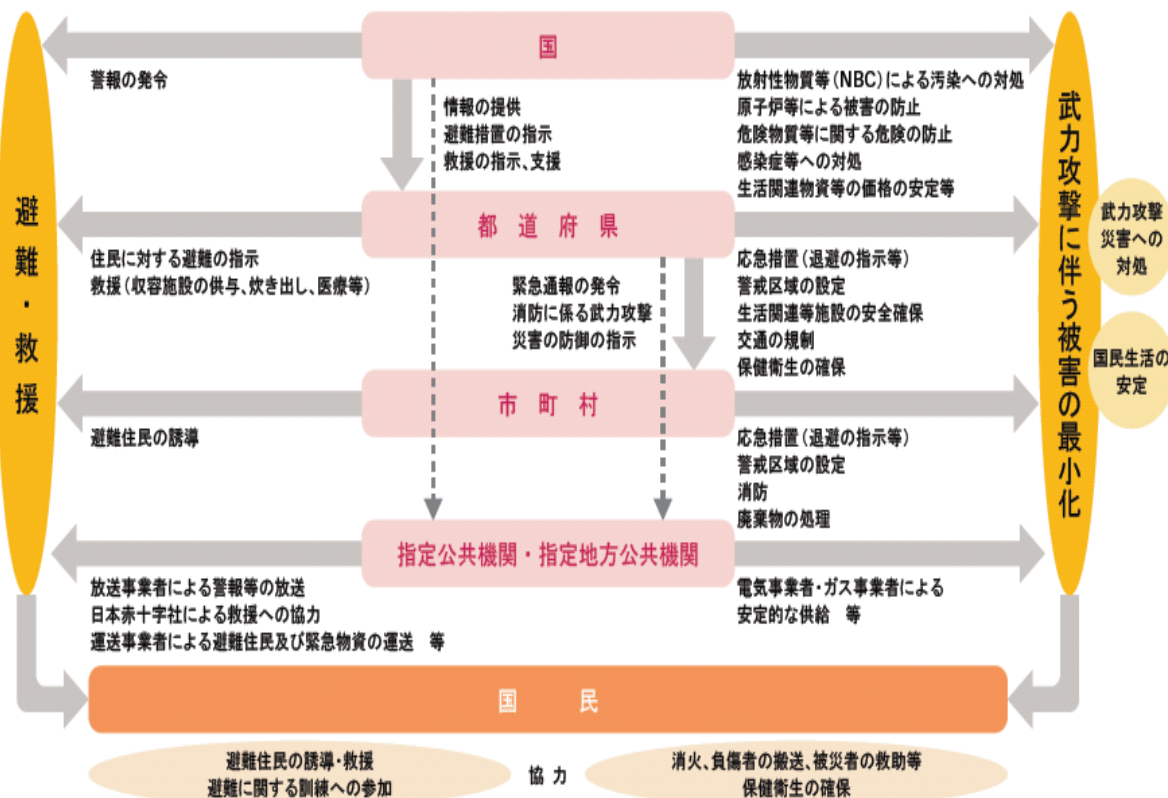 国
警報の発令
情報の提供
避難措置の指示
救援の指示、支援
放射性物質等(NBC)による汚染への対処
原子炉等による被害の防止
危険物質等に関する危険の防止
感染症等への対処
生活関連物資等の価格の安定等
都道府県
住民に対する避難の指示
救援(収容施設の供与、炊き出し、医療等)
緊急通報の発令
消防に係る武力攻撃
災害の防御の指示
応急措置(退避の指示等)
警戒区域の設定
生活関連等施設の安全確保
交通の規制
保健衛生の確保
市町村
避難住民の誘導
応急措置(退避の指示等)
警戒区域の設定
消防
廃棄物の処理
指定公共機関・指定地方公共機関
放送事業者による警報等の放送
日本赤十字社による救援への協力
運送事業者による避難住民及び緊急物資の運送 等
電気事業者・ガス事業者による
安定的な供給 等
避難・救援
武力攻撃に伴う被害の最小化
武力攻撃
災害への
対処
国民生活の
安定
国民
避難住民の誘導・救援
避難に関する訓練への参加
協力
消火、負傷者の搬送、被災者の救助等
保健衛生の確保